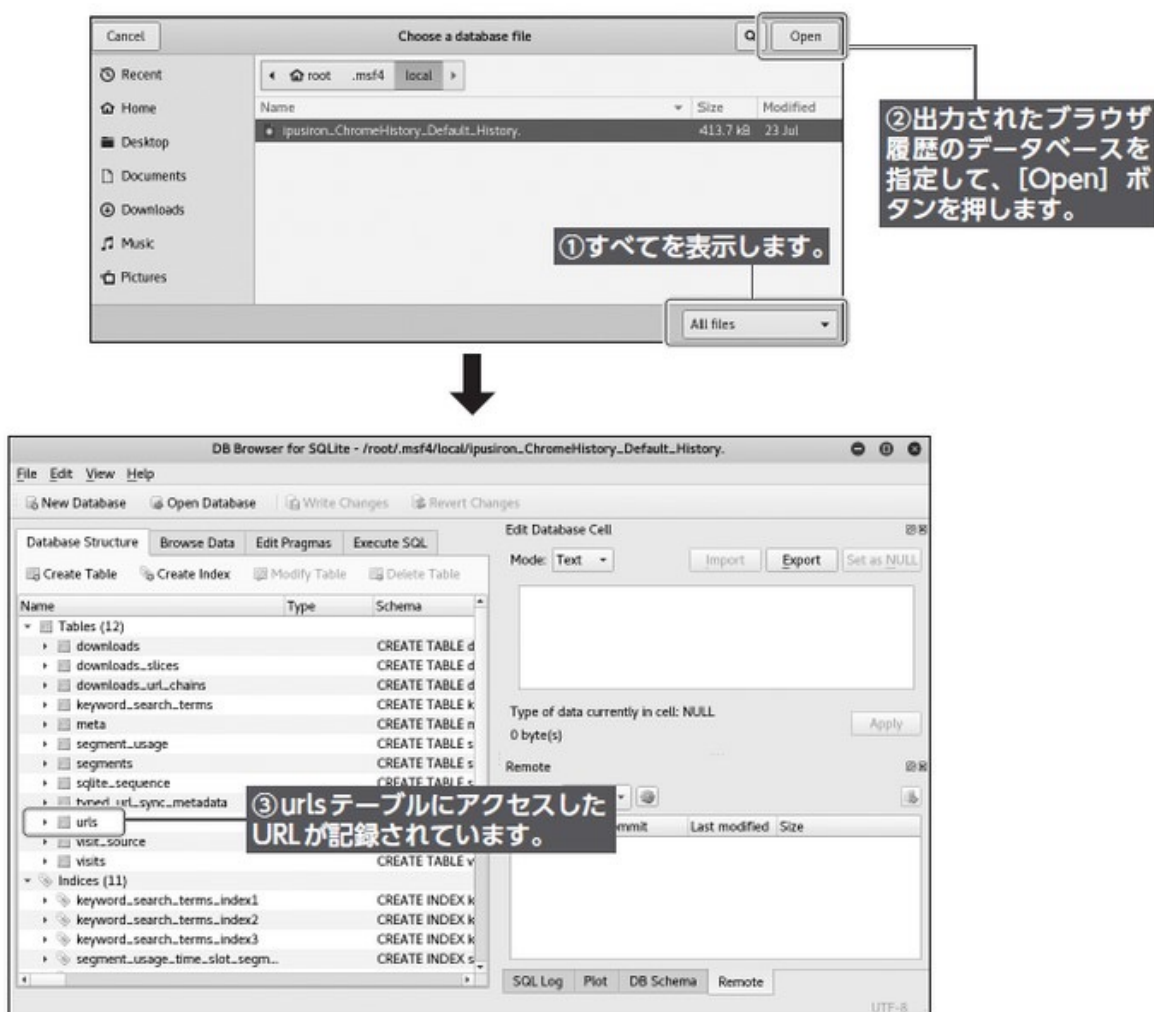 Cancel
Choose a database file
Open
Recent
root .msf4 local
Home
Name Size Modified
ipusiron_ChromeHistory_Default_History. 413.7 kB 23 Jul
Desktop
Documents
Downloads
Music
Pictures
All files
①すべてを表示します。
②出力されたブラウザ
履歴のデータベースを
指定して、[Open] ボ
タンを押します。
DB Browser for SQLite - /root/.msf4/local/ipusiron_ChromeHistory_Default_History.
File Edit View Help
New Database Open Database Write Changes Revert Changes
Database Structure Browse Data Edit Pragmas Execute SQL
Create Table Create Index Modify Table Delete Table
Name Type Schema
Tables (12)
downloads CREATE TABLE d
downloads_slices CREATE TABLE d
downloads_url_chains CREATE TABLE d
keyword_search_terms CREATE TABLE k
meta CREATE TABLE m
segment_usage CREATE TABLE s
segments CREATE TABLE s
sqlite_sequence CREATE TABLE s
typed_url_sync_metadata
urls
visit_source
visits CREATE TABLE v
Indices (11)
keyword_search_terms_index1 CREATE INDEX k
keyword_search_terms_index2 CREATE INDEX k
keyword_search_terms_index3 CREATE INDEX k
segment_usage_time_slot_segm... CREATE INDEX s
③urlsテーブルにアクセスした
URLが記録されています。
Edit Database Cell
Mode: Text Import Export Set as NULL
Type of data currently in cell: NULL
0 byte(s)
Apply
Remote
ommit Last modified Size
SQL Log Plot DB Schema Remote
UTF-8